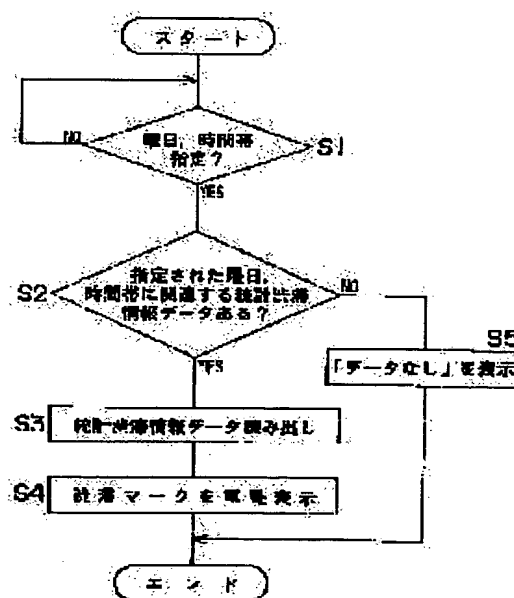 スタート
NO
曜日,時間帯
指定?
S1
YES
指定された曜日,
時間帯に関連する統計渋滞
情報データある?
S2
NO
YES
S5
「データなし」を表示
S3
統計渋滞情報データ読み出し
S4
渋滞マークを重畳表示
エンド